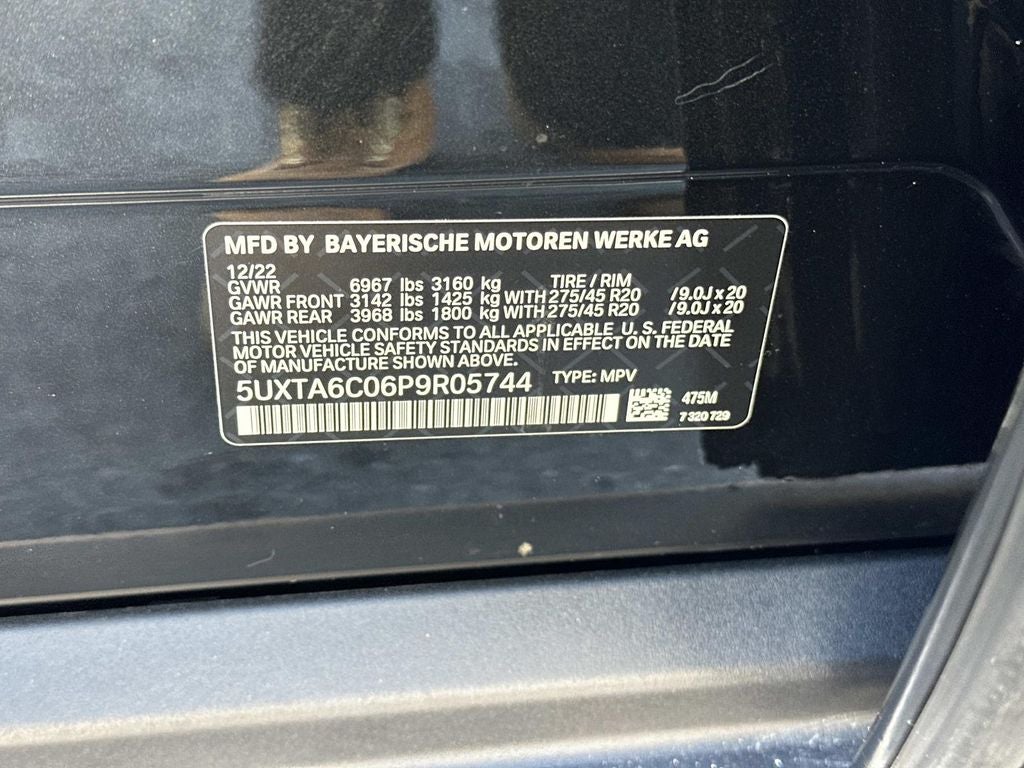 MFD BY BAYERISCHE MOTOREN WERKE AG
12/22 TIRE / RIM
GVWR 6967 lbs 3160 kg
GAWR FRONT 3142 lbs 1425 kg WITH 275/45 R20 /9.0J x 20
GAWR REAR 3968 lbs 1800 kg WITH 275/45 R20 /9.0J x 20
THIS VEHICLE CONFORMS TO ALL APPLICABLE U. S. FEDERAL
MOTOR VEHICLE SAFETY STANDARDS IN EFFECT ON THE DATE
OF MANUFACTURE SHOWN ABOVE.
5UXTA6C06P9R05744 TYPE: MPV
475M
7 320 729